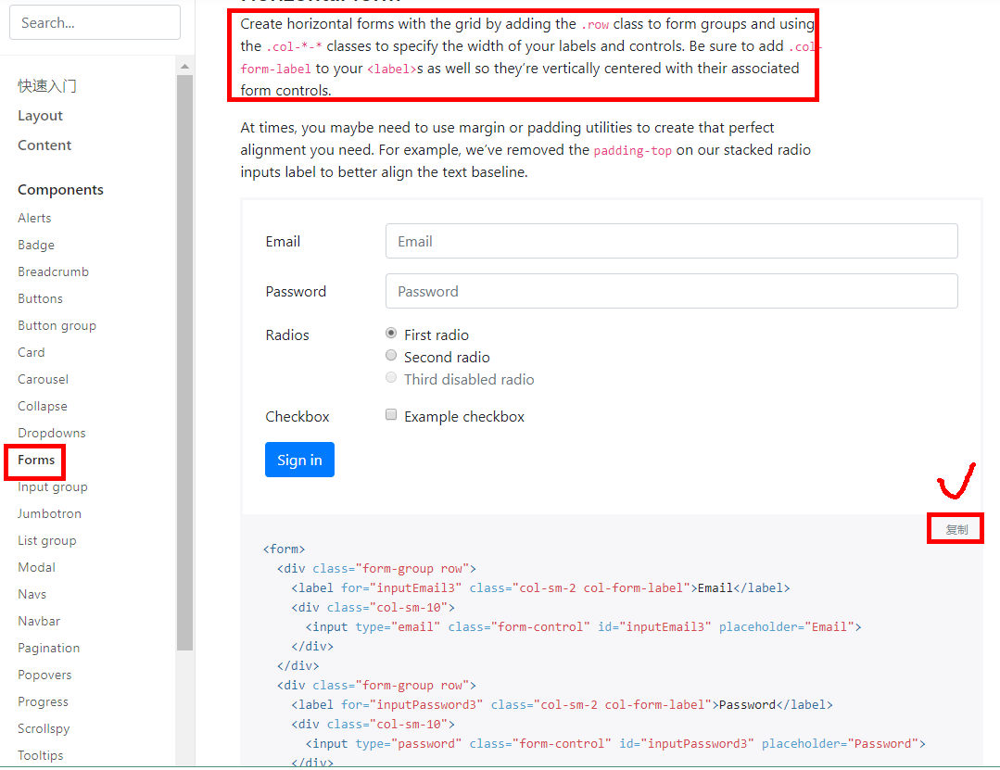 Search...
快速入门
Layout
Content
Components
Alerts
Badge
Breadcrumb
Buttons
Button group
Card
Carousel
Collapse
Dropdowns
Forms
Input group
Jumbotron
List group
Modal
Navs
Navbar
Pagination
Popovers
Progress
Scrollspy
Tooltips
Create horizontal forms with the grid by adding the .row class to form groups and using
the .col-*-* classes to specify the width of your labels and controls. Be sure to add .col-
form-label to your <label>s as well so they’re vertically centered with their associated
form controls.
At times, you maybe need to use margin or padding utilities to create that perfect
alignment you need. For example, we’ve removed the padding-top on our stacked radio
inputs label to better align the text baseline.
Email
Email
Password
Password
Radios
First radio
Second radio
Third disabled radio
Checkbox
Example checkbox
Sign in
复制
<form>
<div class="form-group row">
<label for="inputEmail3" class="col-sm-2 col-form-label">Email</label>
<div class="col-sm-10">
<input type="email" class="form-control" id="inputEmail3" placeholder="Email">
</div>
</div>
<div class="form-group row">
<label for="inputPassword3" class="col-sm-2 col-form-label">Password</label>
<div class="col-sm-10">
<input type="password" class="form-control" id="inputPassword3" placeholder="Password">
</div>